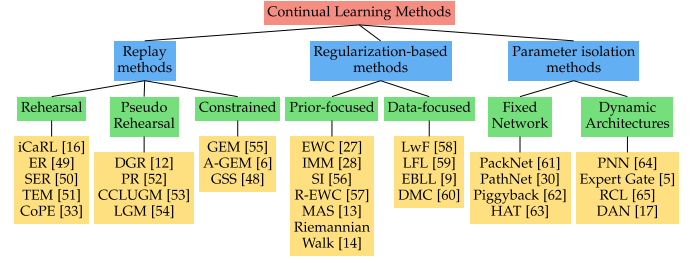 Continual Learning Methods
Replay
methods
Regularization-based
methods
Parameter isolation
methods
Rehearsal
Pseudo
Rehearsal
Constrained
Prior-focused
Data-focused
Fixed
Network
Dynamic
Architectures
iCaRL [16]
ER [49]
SER [50]
TEM [51]
CoPE [33]
DGR [12]
PR [52]
CCLUGM [53]
LGM [54]
GEM [55]
A-GEM [6]
GSS [48]
EWC [27]
IMM [28]
SI [56]
R-EWC [57]
MAS [13]
Riemannian
Walk [14]
LwF [58]
LFL [59]
EBLL [9]
DMC [60]
PackNet [61]
PathNet [30]
Piggyback [62]
HAT [63]
PNN [64]
Expert Gate [5]
RCL [65]
DAN [17]